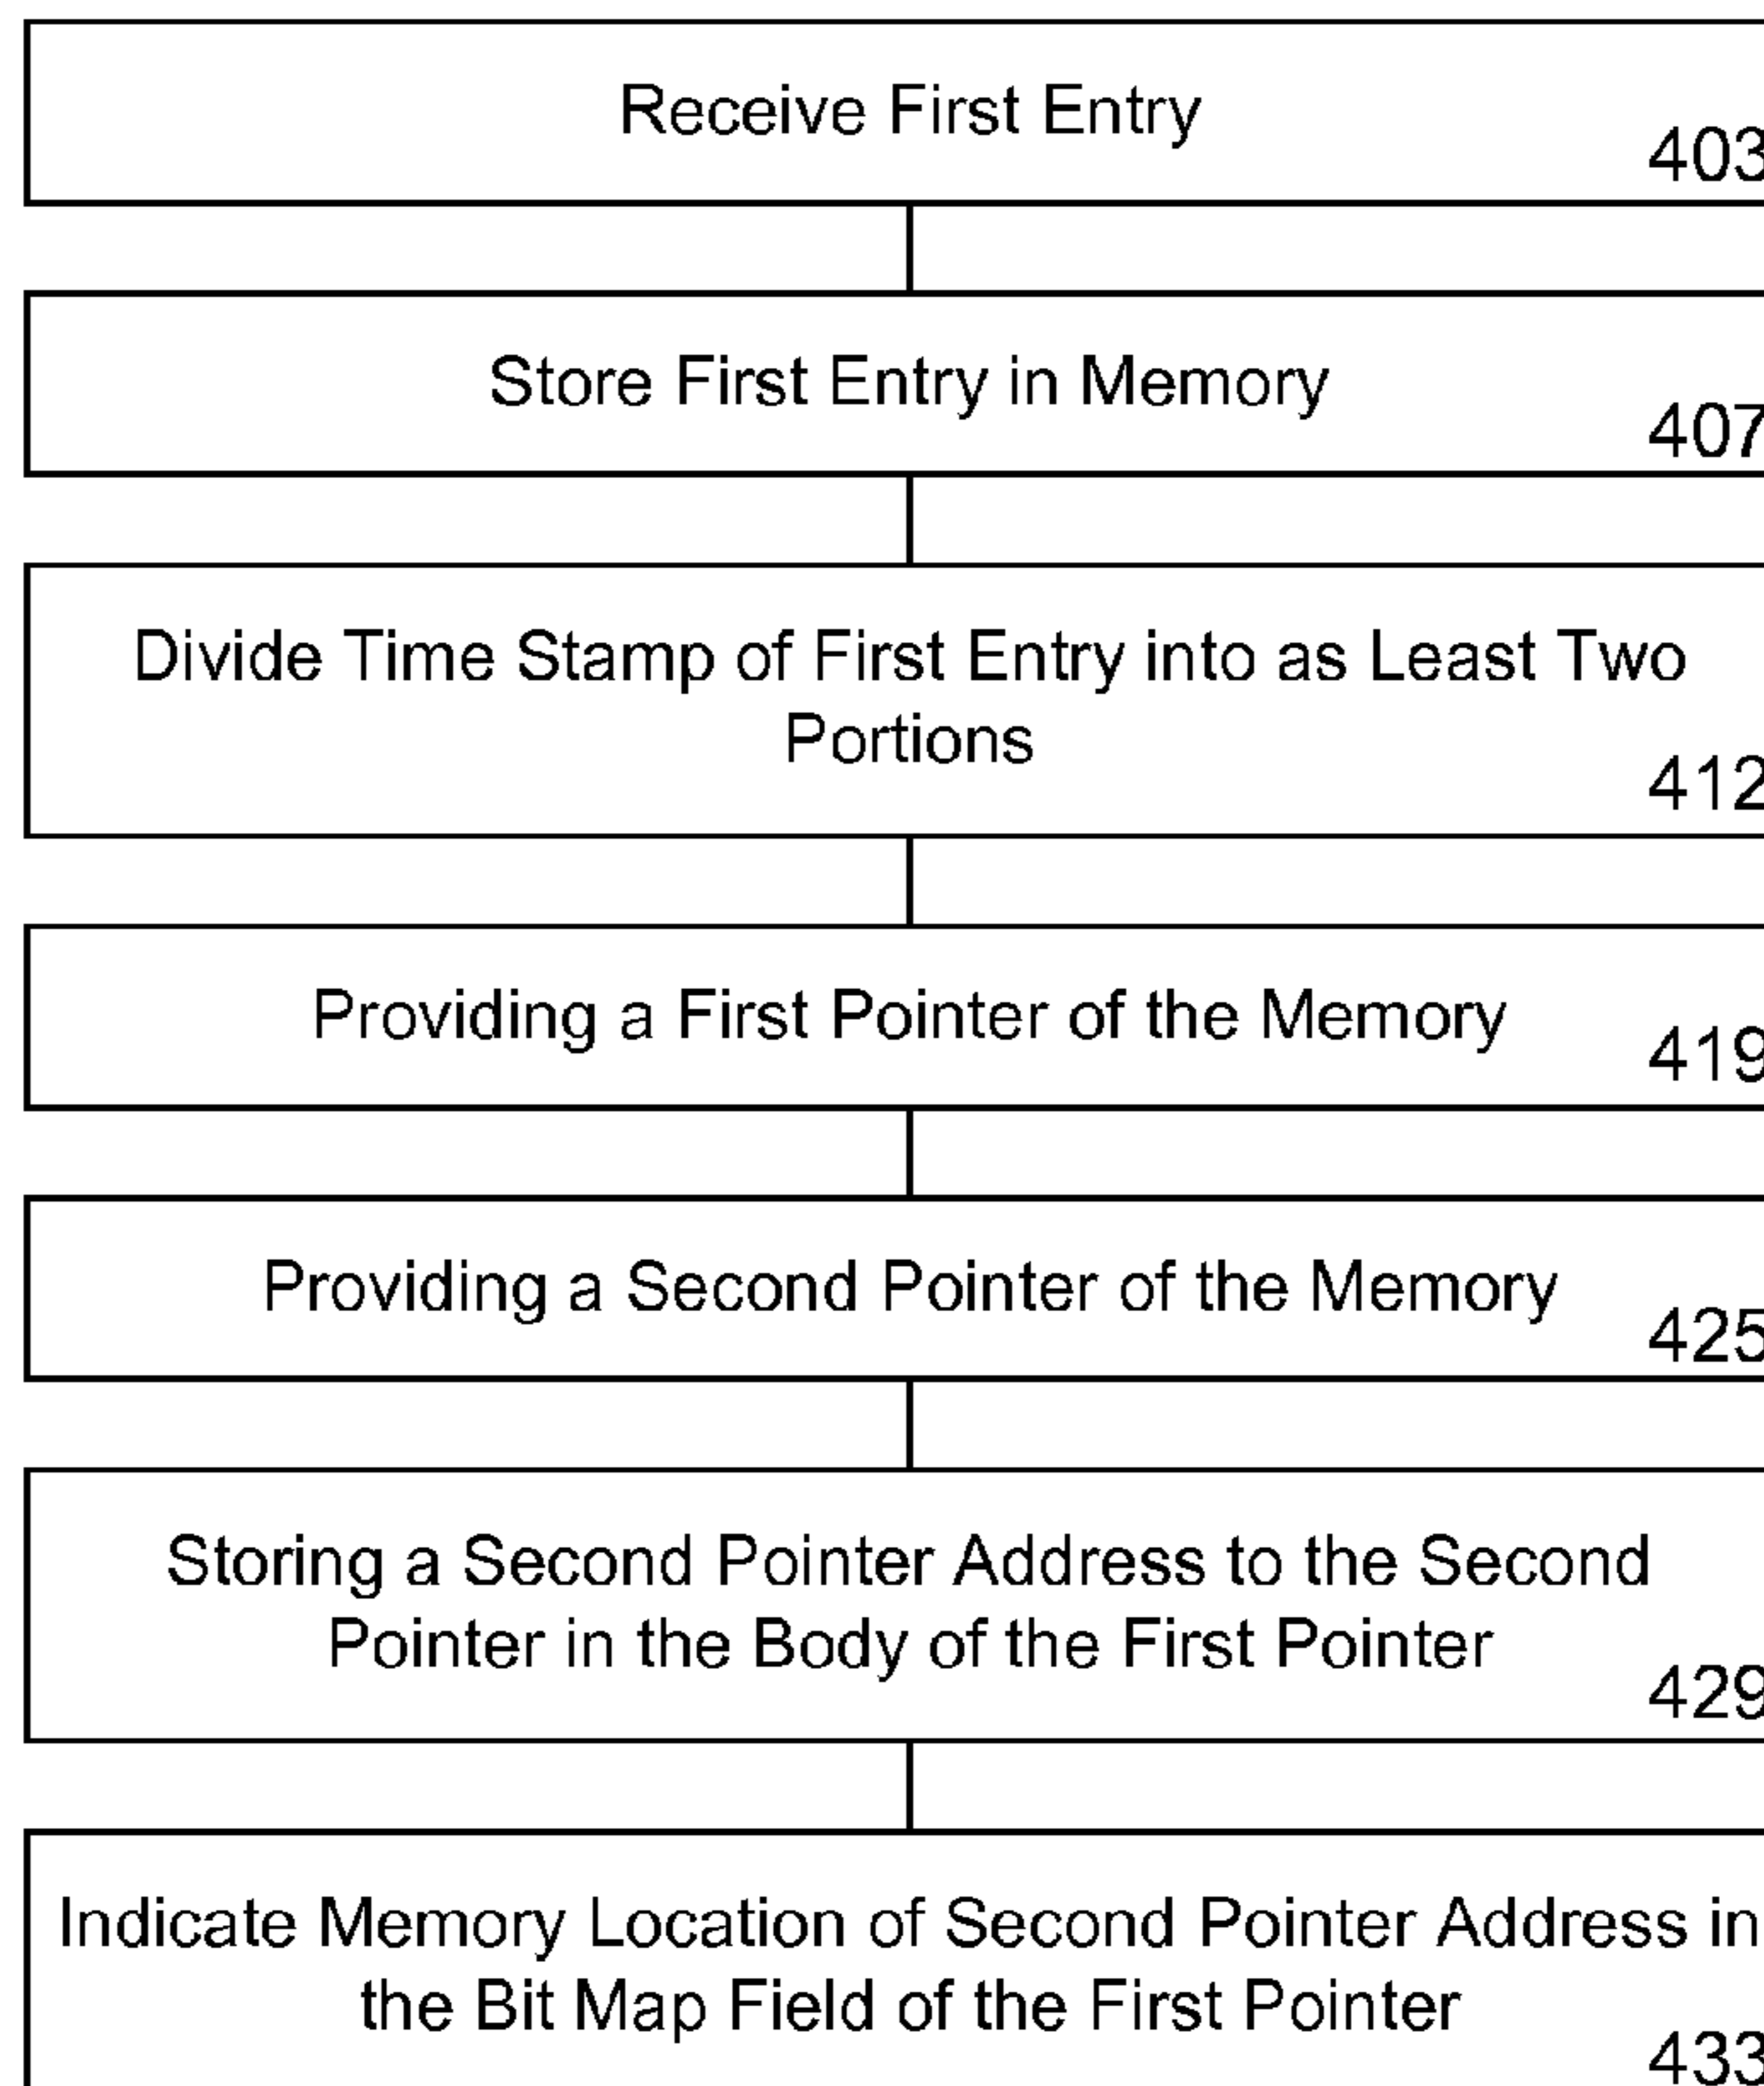 Receive First Entry
403
Store First Entry in Memory
407
Divide Time Stamp of First Entry into as Least Two
Portions
412
Providing a First Pointer of the Memory
419
Providing a Second Pointer of the Memory
425
Storing a Second Pointer Address to the Second
Pointer in the Body of the First Pointer
429
Indicate Memory Location of Second Pointer Address in
the Bit Map Field of the First Pointer
433